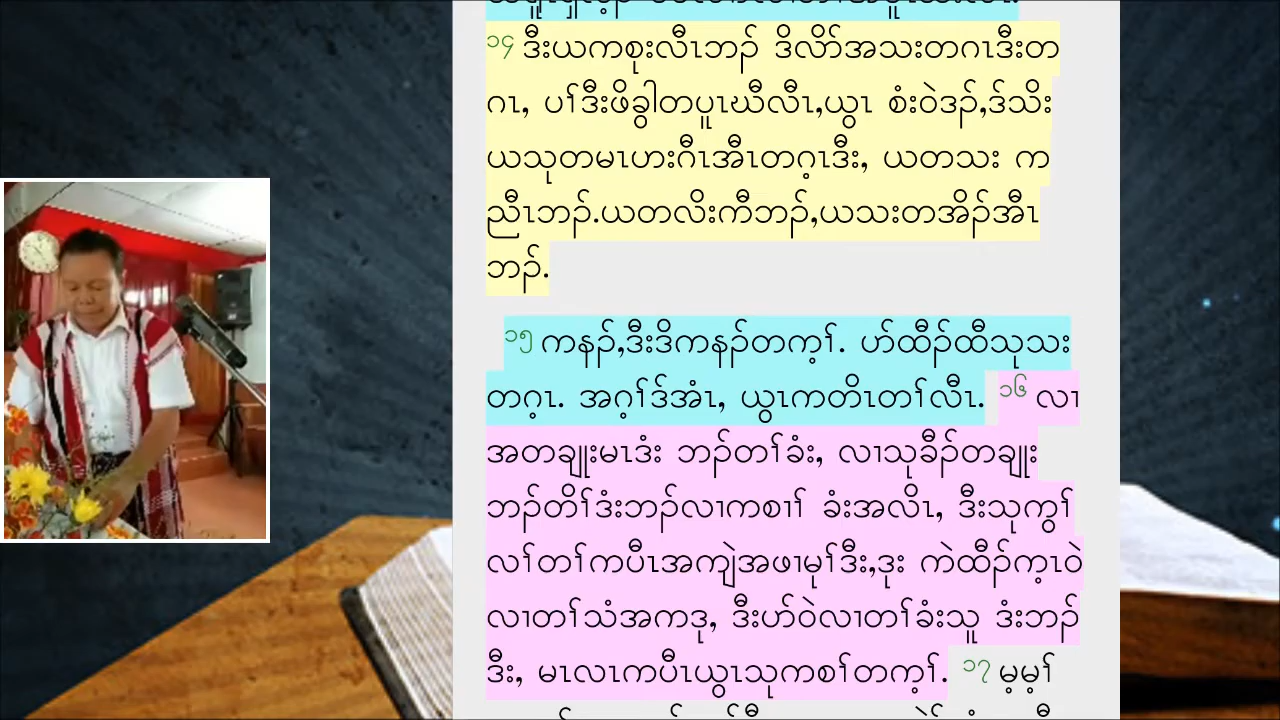 ၁၄ ဒီးယကစုးလီၤဘၣ် ဒိလိာ်အသးတဂၤဒီးတ
ဂၤ, ပၢ်ဒီးဖိခွါတပူၤဃီလီၤ,ယွၤ စံးဝဲဒၣ်,ဒ်သိး
ယသုတမၤဟးဂီၤအီၤတဂ့ၤဒီး, ယတသး က
ညီၤဘၣ်.ယတလိးကီဘၣ်,ယသးတအိၣ်အီၤ
ဘၣ်.
၁၅ ကနၣ်,ဒီးဒိကနၣ်တက့ၢ်. ဟ်ထီၣ်ထီသုသး
တဂ့ၤ. အဂ့ၢ်ဒ်အံၤ, ယွၤကတိၤတၢ်လီၤ. ၁၆ လၢ
အတချုးမၤဒံး ဘၣ်တၢ်ခံး, လၢသုခီၣ်တချုး
ဘၣ်တိၢ်ဒံးဘၣ်လၢကစၢၢ် ခံးအလိၤ, ဒီးသုကွၢ်
လၢ်တၢ်ကပီၤအကျဲအဖၢမုၢ်ဒီး,ဒုး ကဲထီၣ်က့ၤဝဲ
လၢတၢ်သံအကဒု, ဒီးဟ်ဝဲလၢတၢ်ခံးသူ ဒံးဘၣ်
ဒီး, မၤလၤကပီၤယွၤသုကစၢ်တက့ၢ်. ၁၇ မ့မ့ၢ်